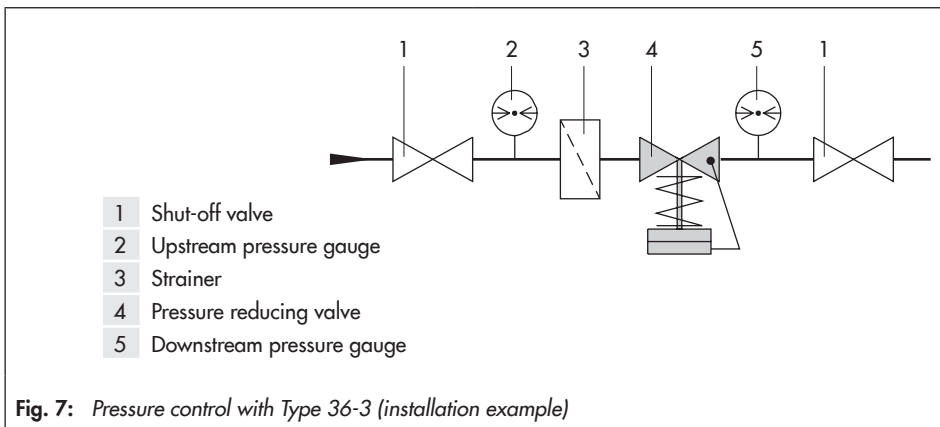 1 2 3 4 5 1
1 Shut-off valve
2 Upstream pressure gauge
3 Strainer
4 Pressure reducing valve
5 Downstream pressure gauge
Fig. 7: Pressure control with Type 36-3 (installation example)